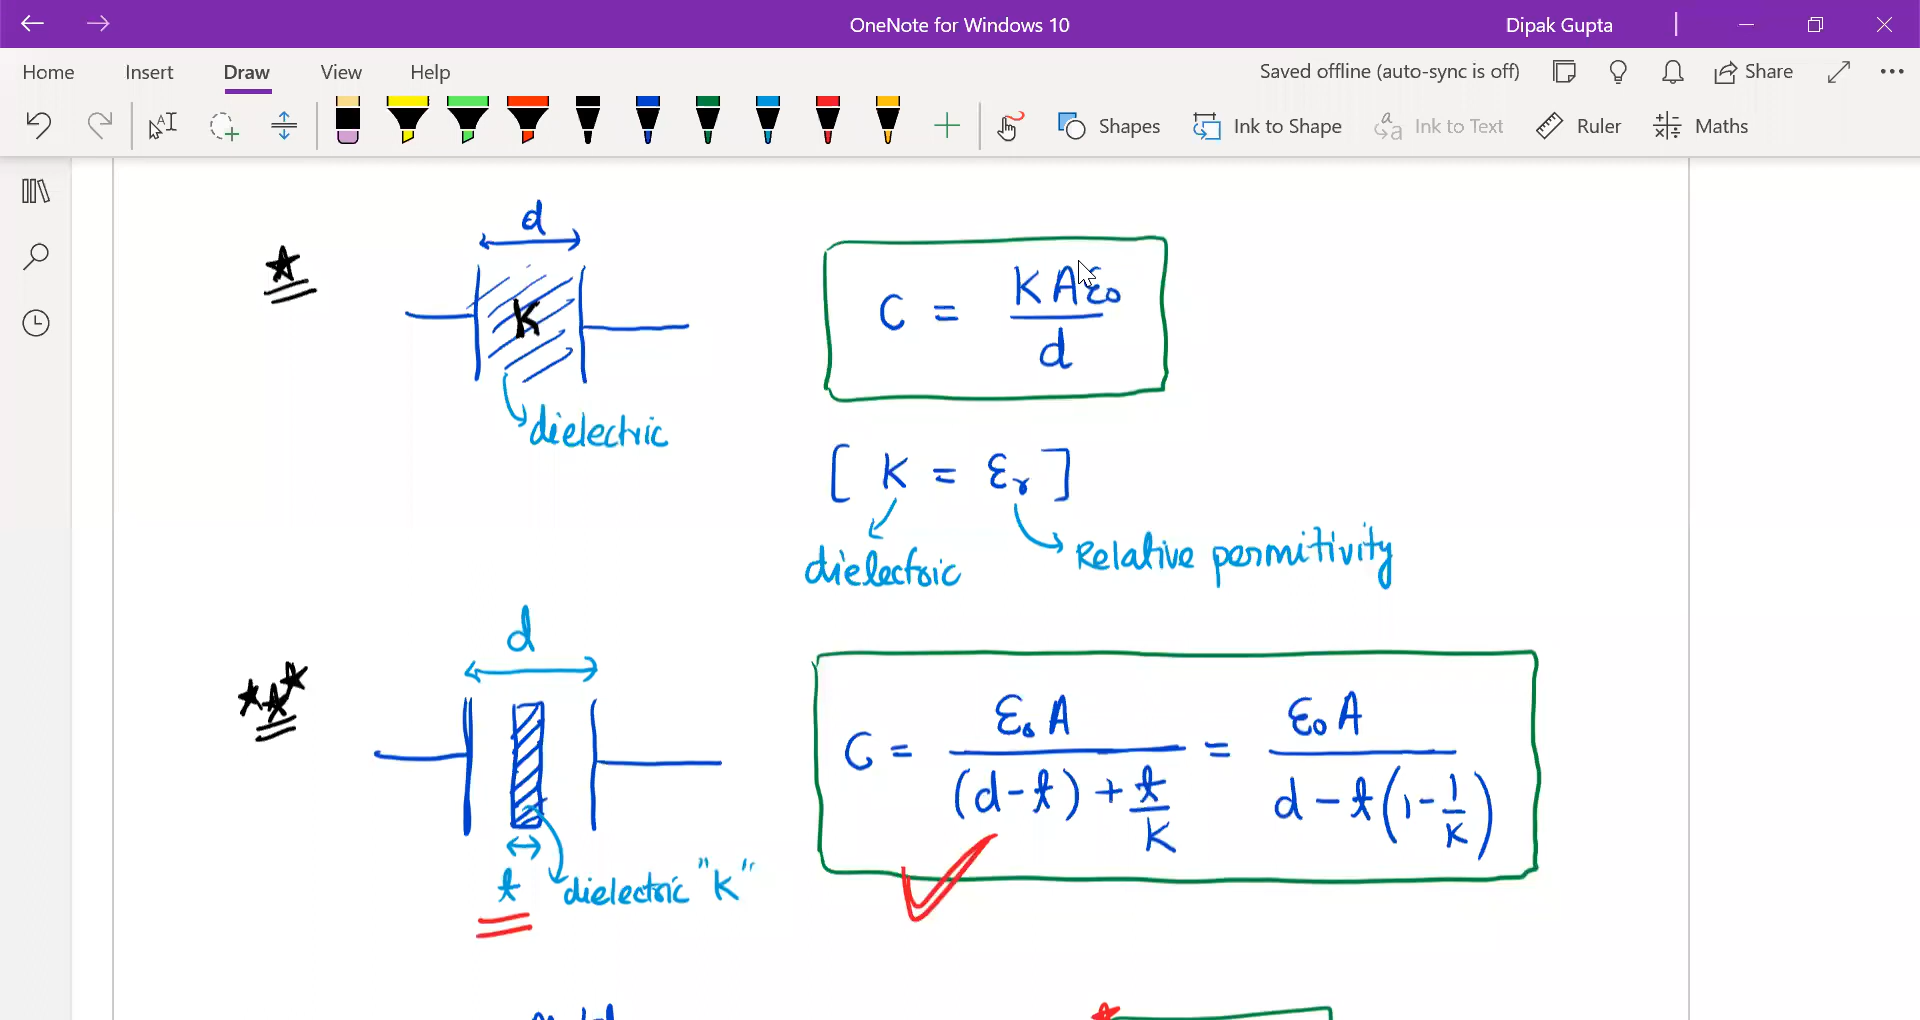 OneNote for Windows 10
Dipak Gupta
Home Insert Draw View Help
Saved offline (auto-sync is off) Share
Shapes Ink to Shape Ink to Text Ruler Maths
d
K
dielectric
C = KAε₀ / d
[ K = εr ]
dielectric
Relative permitivity
d
t
dielectric "K"
C = ε₀A / ((d-t) + t/K) = ε₀A / (d - t(1 - 1/K))